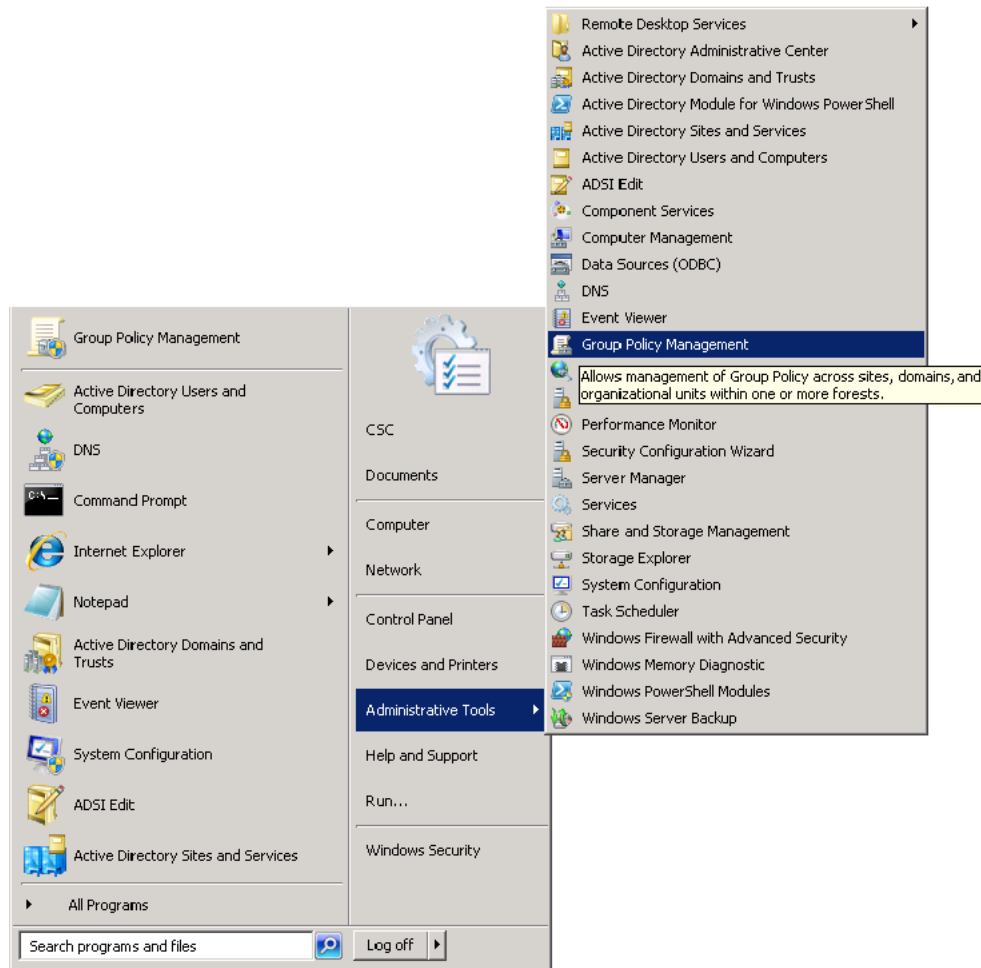 Remote Desktop Services
Active Directory Administrative Center
Active Directory Domains and Trusts
Active Directory Module for Windows PowerShell
Active Directory Sites and Services
Active Directory Users and Computers
ADSI Edit
Component Services
Computer Management
Data Sources (ODBC)
DNS
Event Viewer
Group Policy Management
Allows management of Group Policy across sites, domains, and
organizational units within one or more forests.
Performance Monitor
Security Configuration Wizard
Server Manager
Services
Share and Storage Management
Storage Explorer
System Configuration
Task Scheduler
Windows Firewall with Advanced Security
Windows Memory Diagnostic
Windows PowerShell Modules
Windows Server Backup
Group Policy Management
Active Directory Users and
Computers
DNS
Command Prompt
Internet Explorer
Notepad
Active Directory Domains and
Trusts
Event Viewer
System Configuration
ADSI Edit
Active Directory Sites and Services
All Programs
Search programs and files
CSC
Documents
Computer
Network
Control Panel
Devices and Printers
Administrative Tools
Help and Support
Run...
Windows Security
Log off